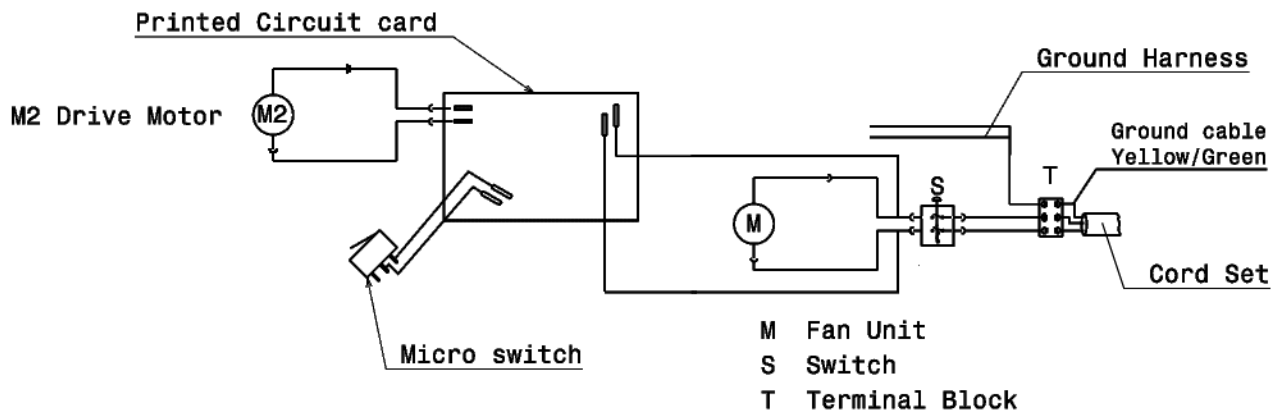 Printed Circuit card
Ground Harness
M2 Drive Motor
M2
Ground cable
Yellow/Green
S
T
M
Cord Set
Micro switch
M Fan Unit
S Switch
T Terminal Block